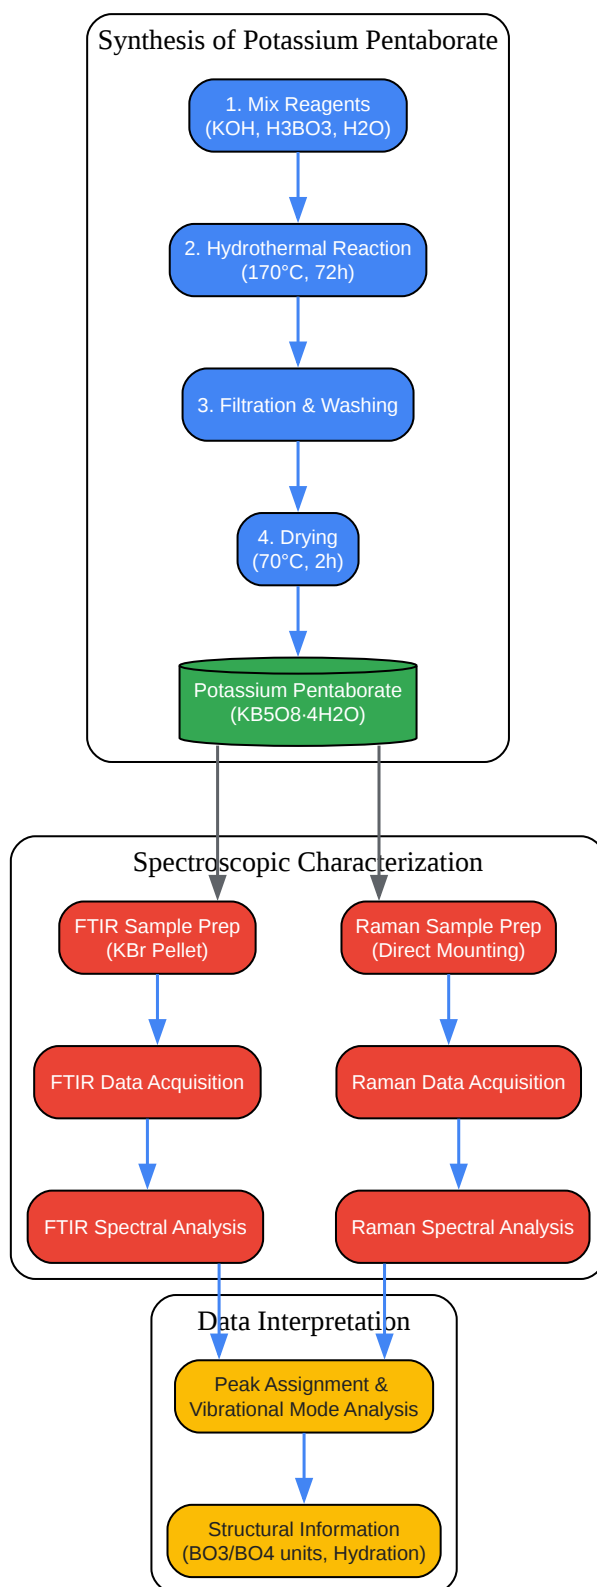 Synthesis of Potassium Pentaborate
1. Mix Reagents
(KOH, H3BO3, H2O)
2. Hydrothermal Reaction
(170°C, 72h)
3. Filtration & Washing
4. Drying
(70°C, 2h)
Potassium Pentaborate
(KB5O8·4H2O)
Spectroscopic Characterization
FTIR Sample Prep
(KBr Pellet)
Raman Sample Prep
(Direct Mounting)
FTIR Data Acquisition
Raman Data Acquisition
FTIR Spectral Analysis
Raman Spectral Analysis
Data Interpretation
Peak Assignment &
Vibrational Mode Analysis
Structural Information
(BO3/BO4 units, Hydration)